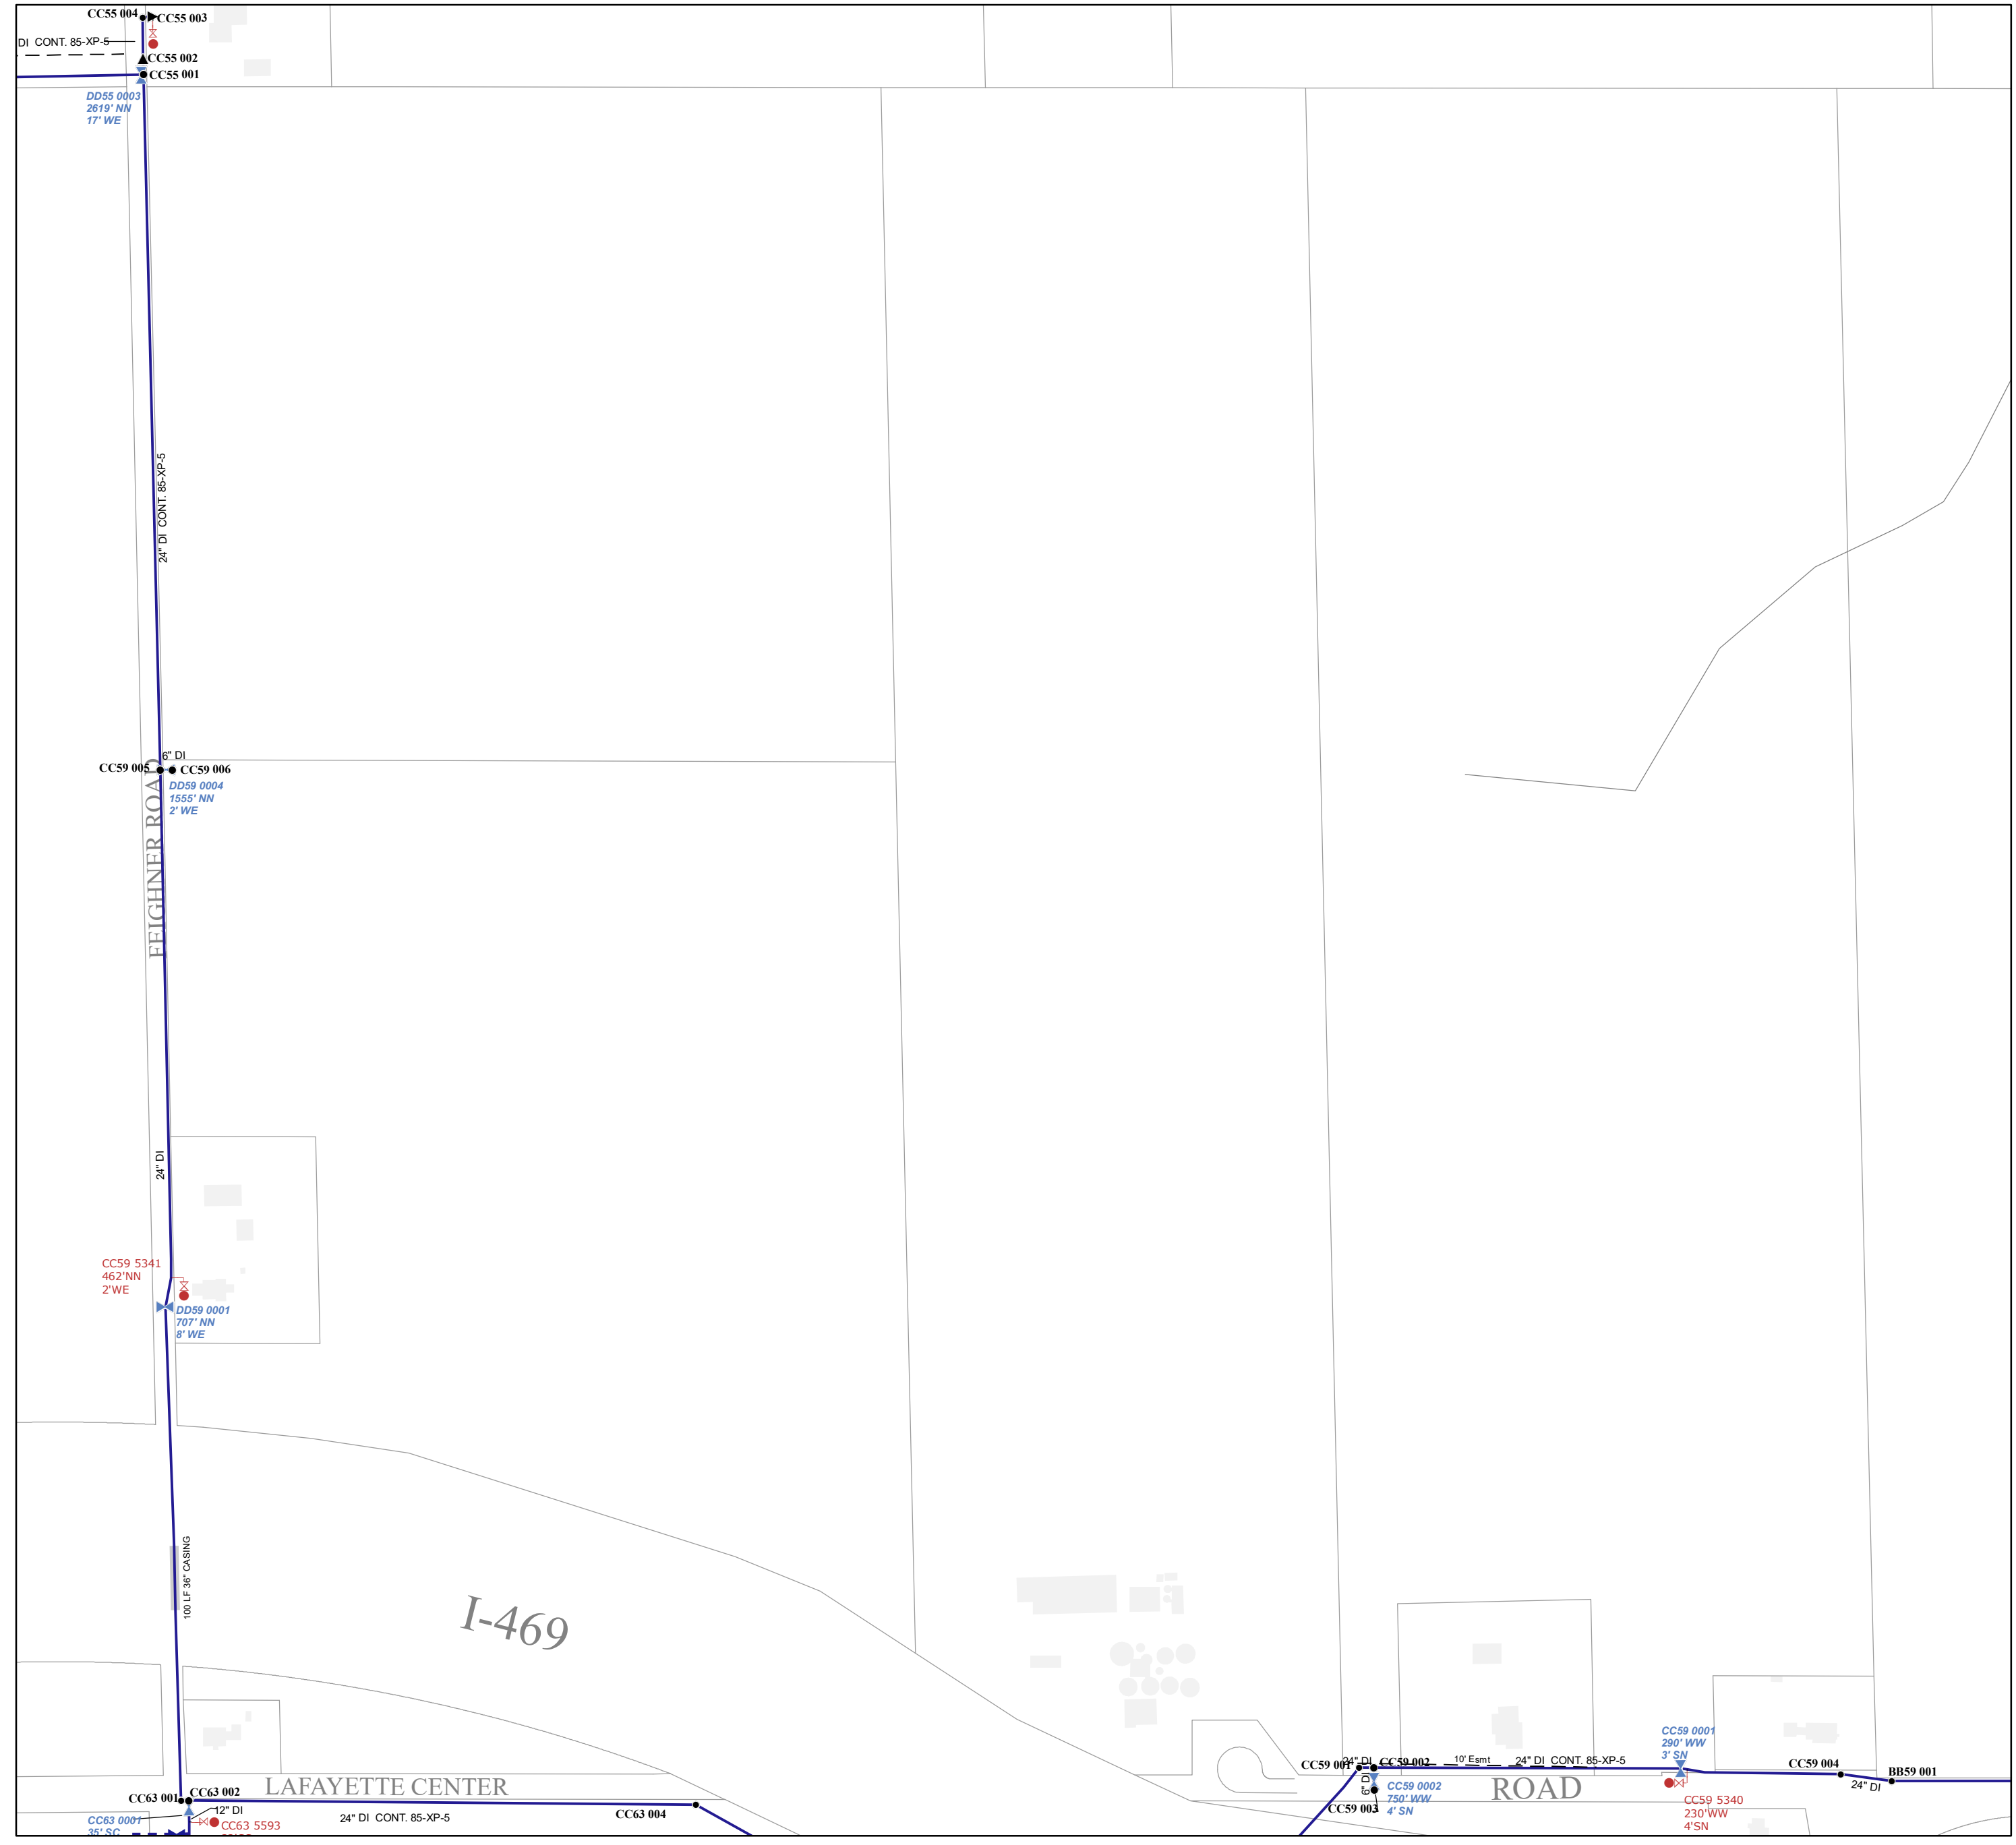 CC55 004
CC55 003
DI CONT. 85-XP-5
CC55 002
CC55 001
DD55 0003
2619' NN
17' WE
24" DI CONT. 85-XP-5
6" DI
CC59 005
CC59 006
DD59 0004
1555' NN
2' WE
FEIGHNER ROAD
24" DI
CC59 5341
462'NN
2'WE
DD59 0001
707' NN
8' WE
100 LF 36" CASING
I-469
LAFAYETTE CENTER
CC63 001
CC63 002
12" DI
CC63 0001
35' SC
CC63 5593
24" DI CONT. 85-XP-5
CC63 004
CC59 001
24" DI
CC59 002
10' Esmt
24" DI CONT. 85-XP-5
6" DI
CC59 003
CC59 0002
750' WW
4' SN
ROAD
CC59 0001
290' WW
3' SN
CC59 5340
230'WW
4'SN
CC59 004
24" DI
BB59 001